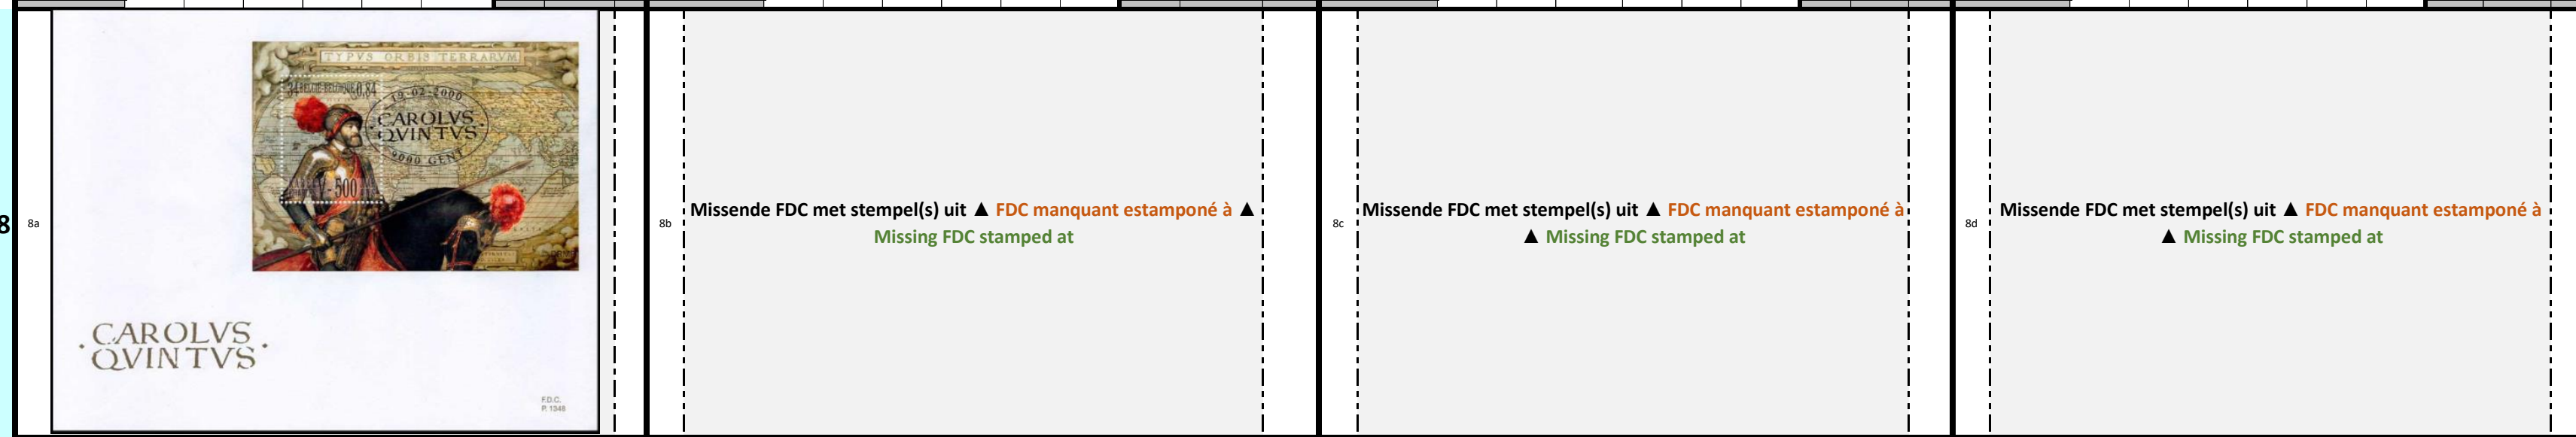 8
8a
TYPVS ORBIS TERRARVM
34 BELGIE-BELGIQUE 0,84
19-02-2000
CAROLVS
QVINTVS
9000 GENT
V - 500
· CAROLVS ·
QVINTVS
F.D.C.
P. 1348
8b
Missende FDC met stempel(s) uit ▲ FDC manquant estamponé à ▲
Missing FDC stamped at
8c
Missende FDC met stempel(s) uit ▲ FDC manquant estamponé à
▲ Missing FDC stamped at
8d
Missende FDC met stempel(s) uit ▲ FDC manquant estamponé à
▲ Missing FDC stamped at